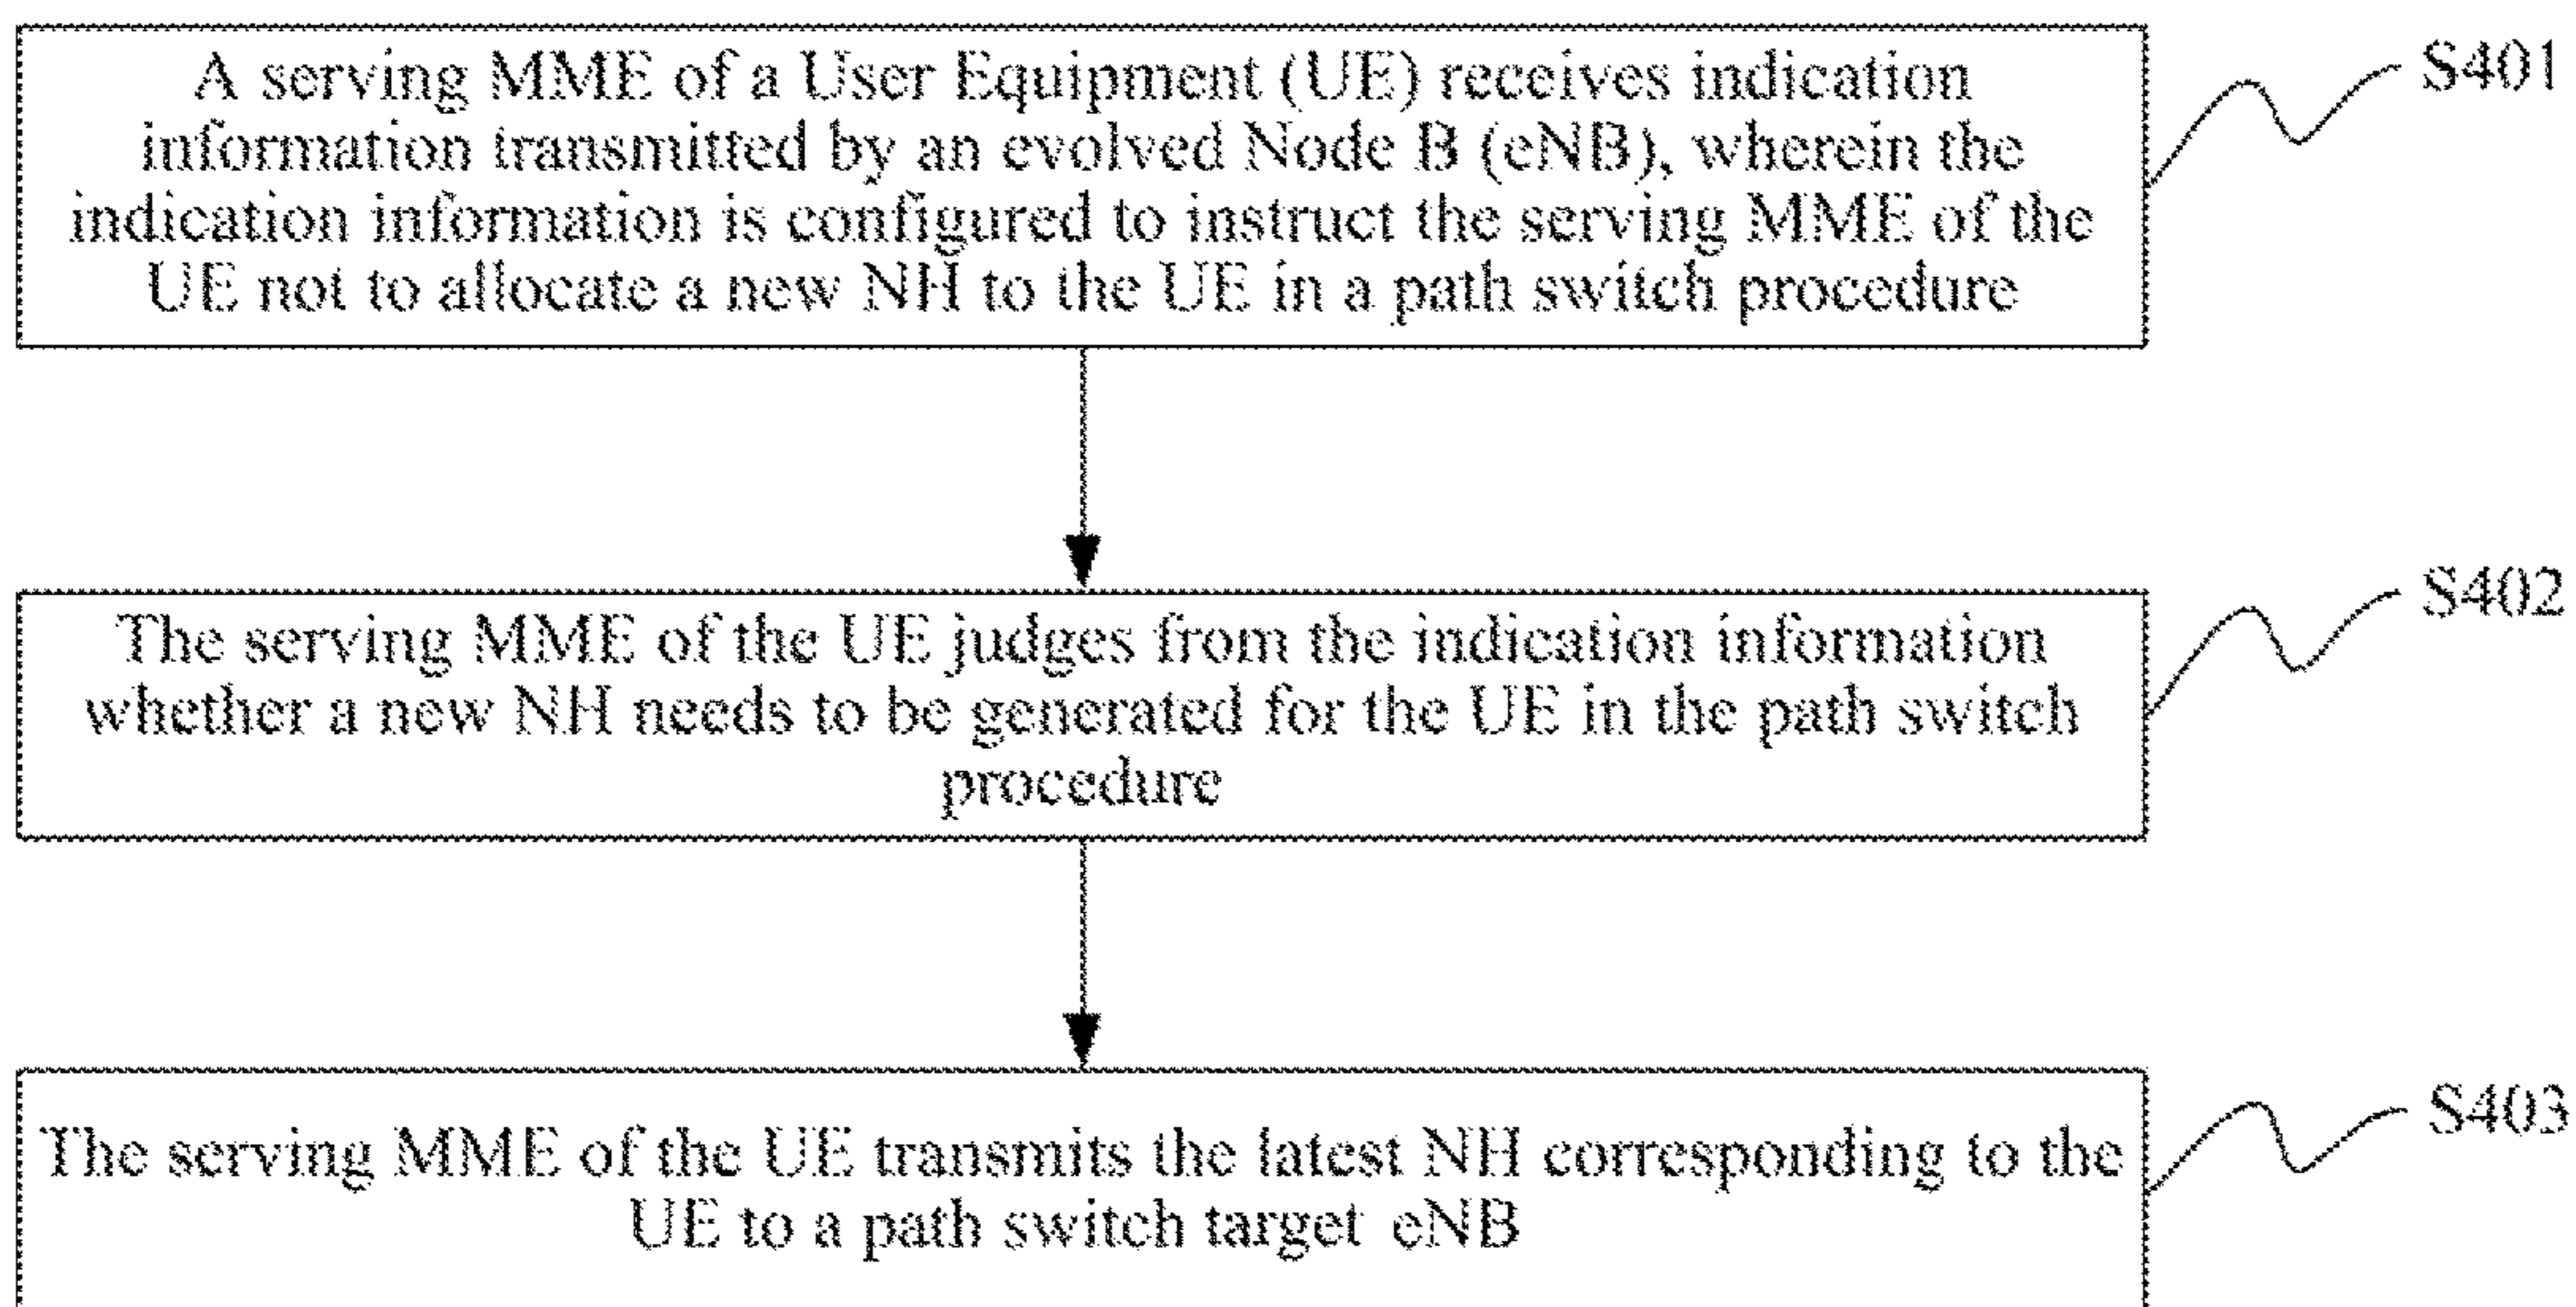 A serving MME of a User Equipment (UE) receives indication
information transmitted by an evolved Node B (eNB), wherein the
indication information is configured to instruct the serving MME of the
UE not to allocate a new NH to the UE in a path switch procedure
S401
The serving MME of the UE judges from the indication information
whether a new NH needs to be generated for the UE in the path switch
procedure
S402
The serving MME of the UE transmits the latest NH corresponding to the
UE to a path switch target eNB
S403